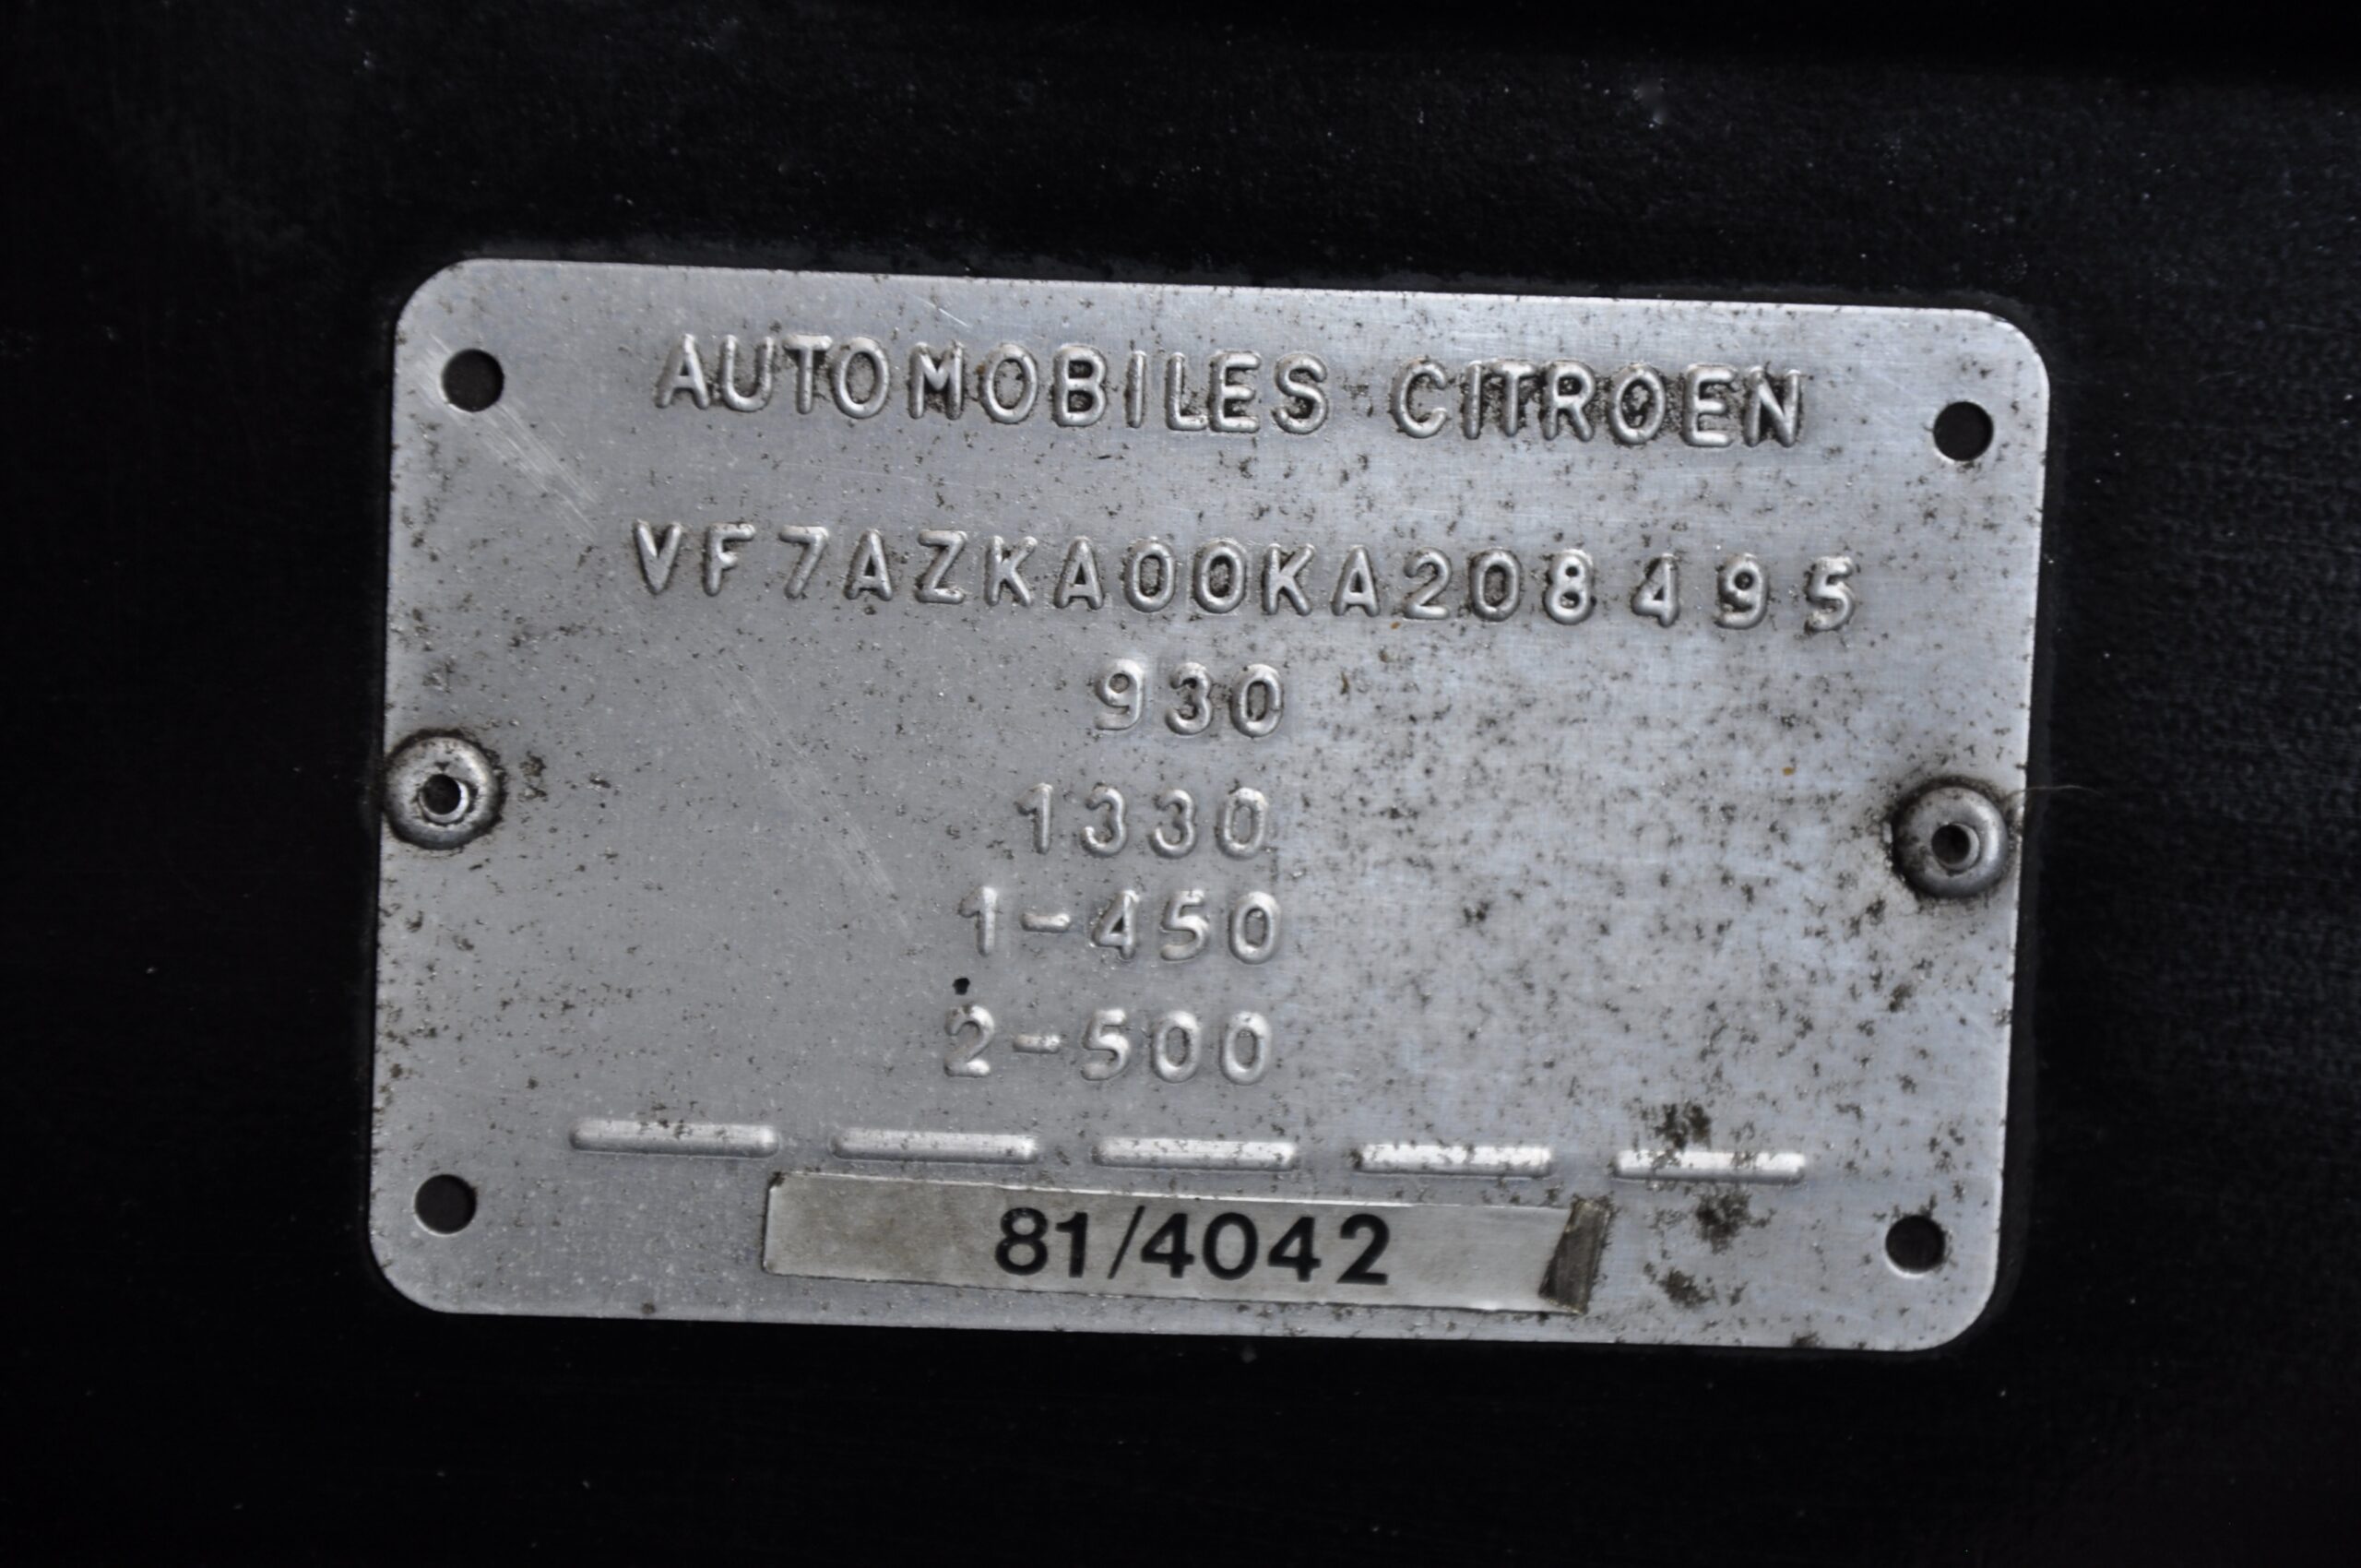 AUTOMOBILES CITROEN
VF7AZKA00KA208495
930
1330
1-450
2-500
81/4042